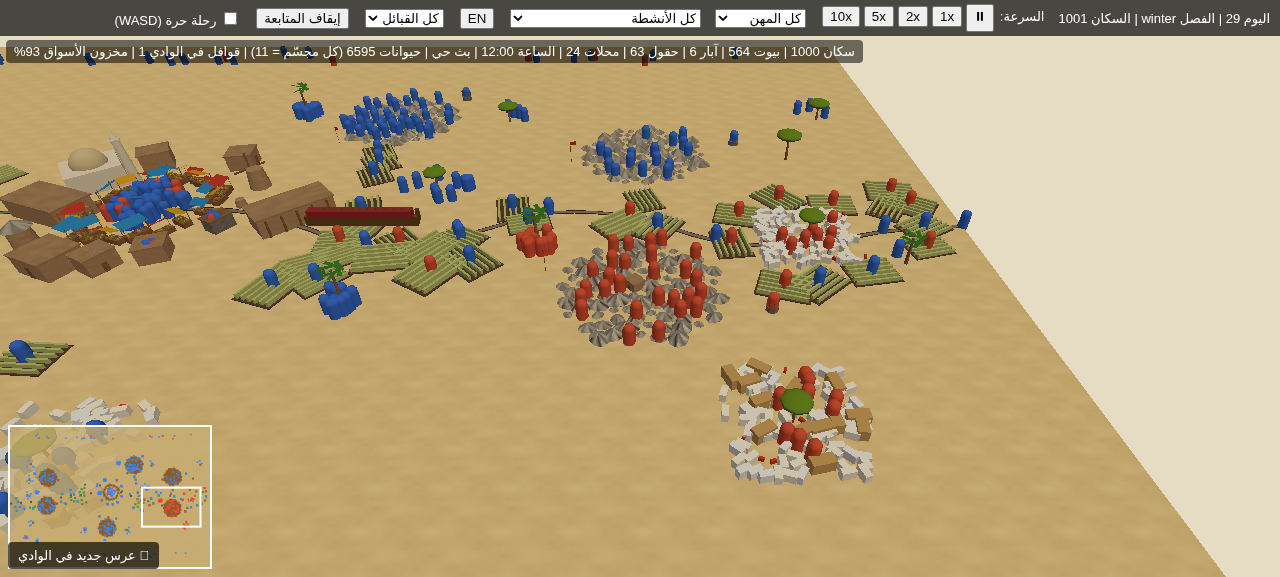 اليوم 29 | الفصل winter | السكان 1001
السرعة: ⏸ 1x 2x 5x 10x كل المهن كل الأنشطة EN كل القبائل إيقاف المتابعة رحلة حرة (WASD)
سكان 1000 | بيوت 564 | آبار 6 | حقول 63 | محلات 24 | الساعة 12:00 | بث حي | حيوانات 6595 (كل مجسّم = 11) | قوافل في الوادي 1 | مخزون الأسواق 93%
عرس جديد في الوادي